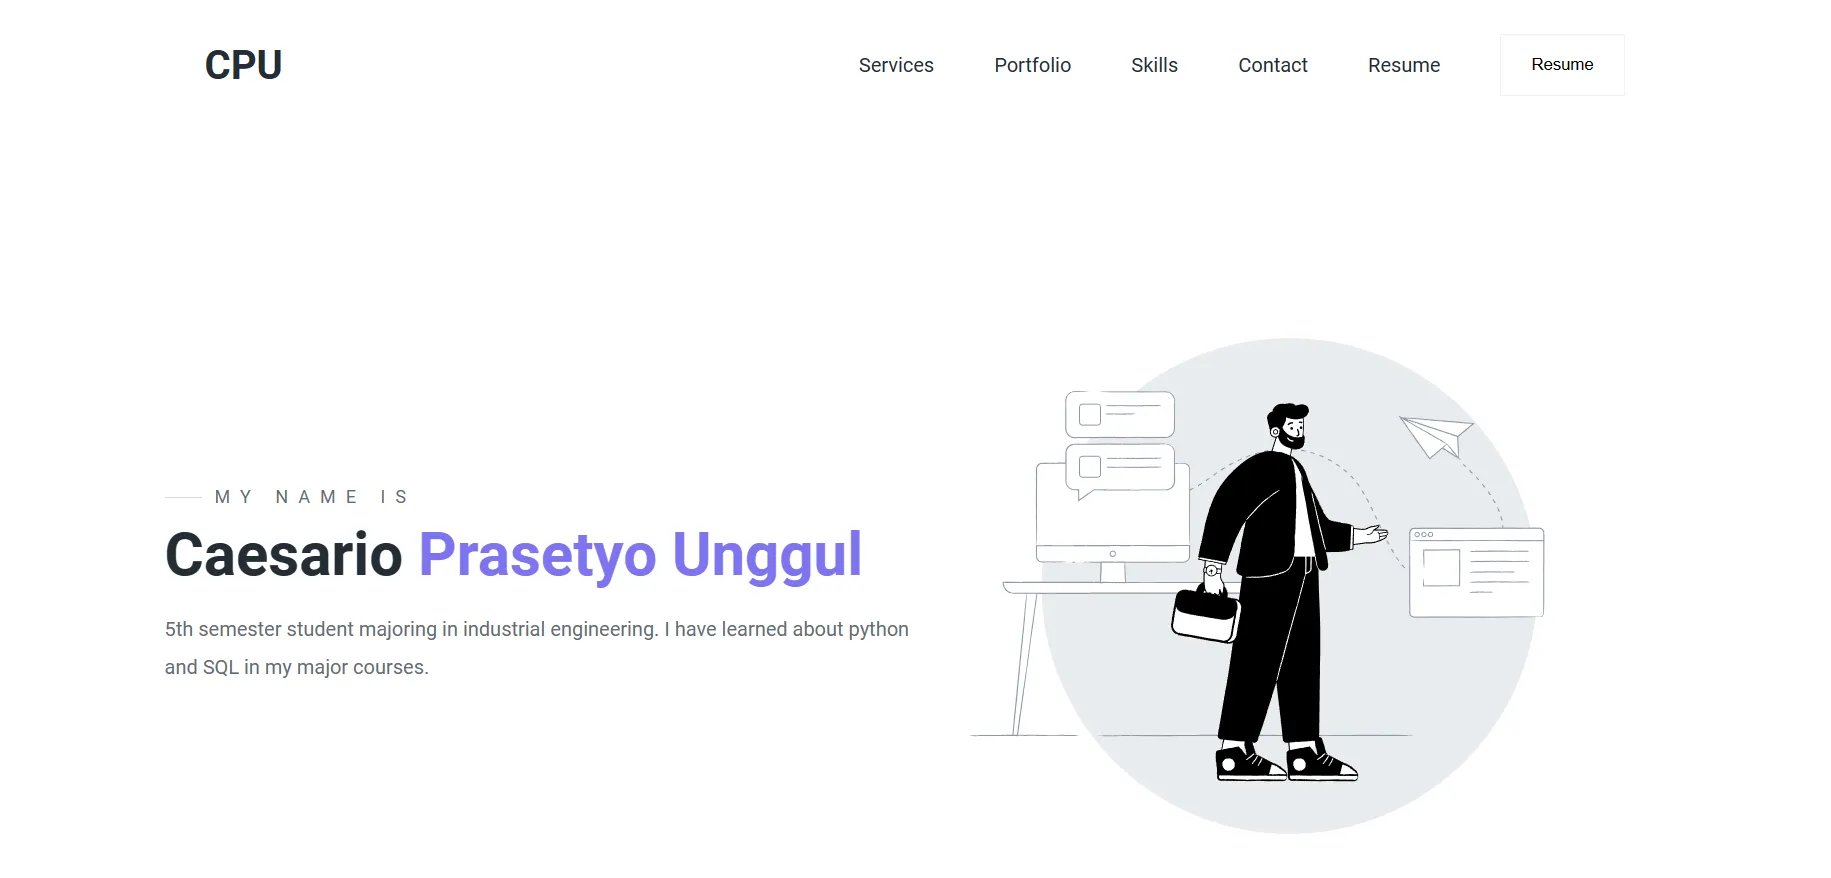 CPU
Services Portfolio Skills Contact Resume Resume
MY NAME IS
Caesario Prasetyo Unggul
5th semester student majoring in industrial engineering. I have learned about python
and SQL in my major courses.